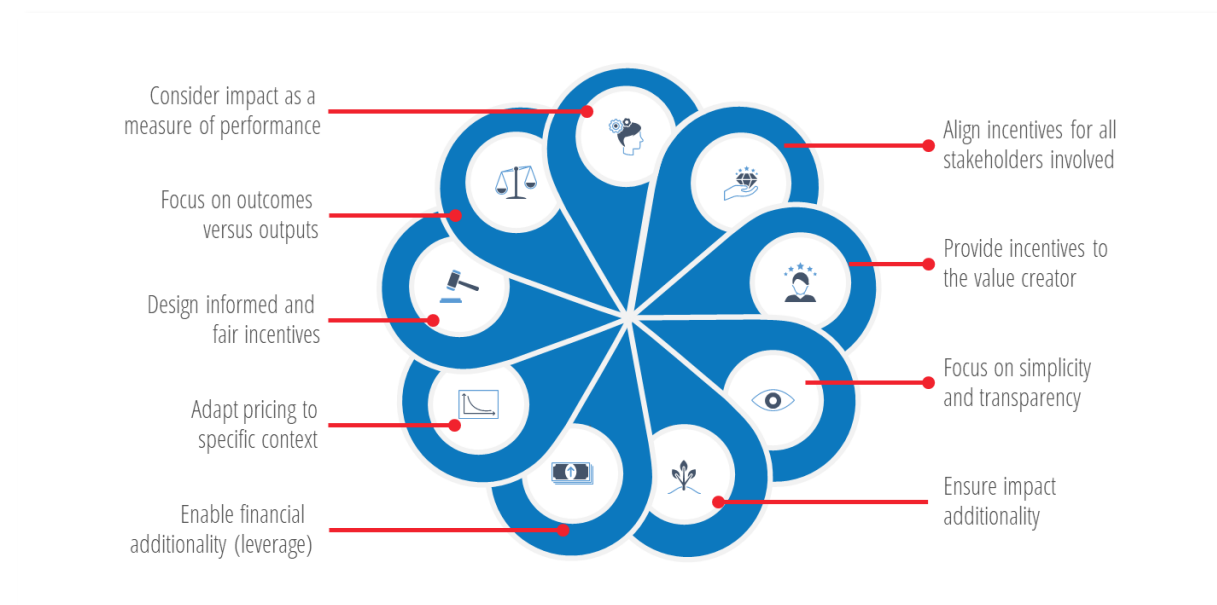 Consider impact as a
measure of performance
Focus on outcomes
versus outputs
Design informed and
fair incentives
Adapt pricing to
specific context
Enable financial
additionality (leverage)
Align incentives for all
stakeholders involved
Provide incentives to
the value creator
Focus on simplicity
and transparency
Ensure impact
additionality